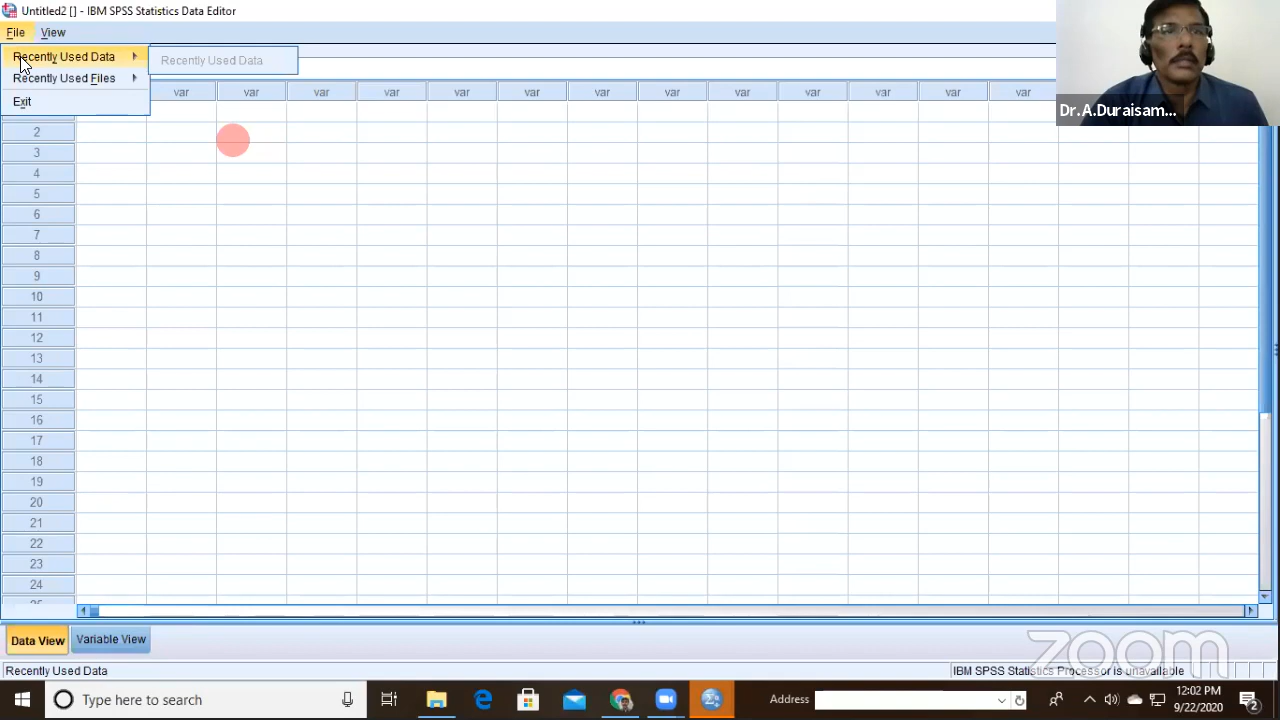 Untitled2 [] - IBM SPSS Statistics Data Editor
File View
Recently Used Data
Recently Used Data
Recently Used Files
Exit
var var var var var var var var var var var var var
2
3
4
5
6
7
8
9
10
11
12
13
14
15
16
17
18
19
20
21
22
23
24
Dr.A.Duraisam...
Data View Variable View
zoom
Recently Used Data
IBM SPSS Statistics Processor is unavailable
Type here to search
Address
12:02 PM
9/22/2020
2